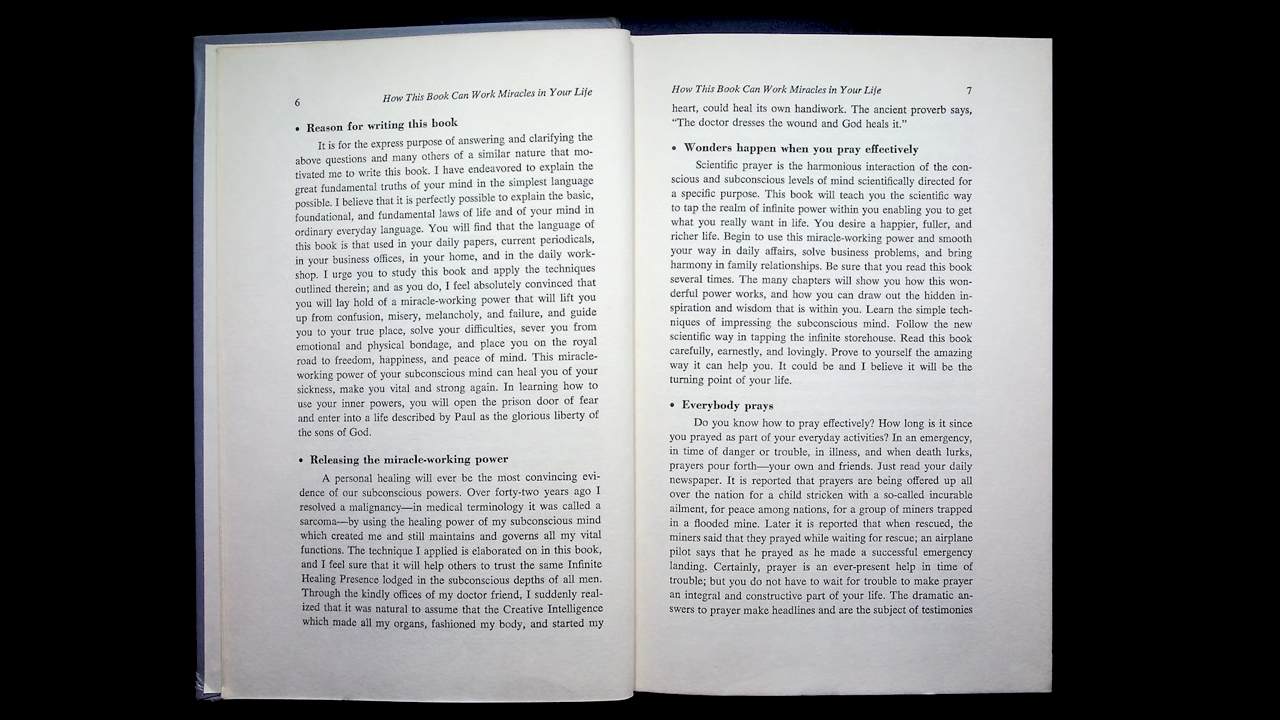 6
How This Book Can Work Miracles in Your Life
• Reason for writing this book
It is for the express purpose of answering and clarifying the
above questions and many others of a similar nature that mo-
tivated me to write this book. I have endeavored to explain the
great fundamental truths of your mind in the simplest language
possible. I believe that it is perfectly possible to explain the basic,
foundational, and fundamental laws of life and of your mind in
ordinary everyday language. You will find that the language of
this book is that used in your daily papers, current periodicals,
in your business offices, in your home, and in the daily work-
shop. I urge you to study this book and apply the techniques
outlined therein; and as you do, I feel absolutely convinced that
you will lay hold of a miracle-working power that will lift you
up from confusion, misery, melancholy, and failure, and guide
you to your true place, solve your difficulties, sever you from
emotional and physical bondage, and place you on the royal
road to freedom, happiness, and peace of mind. This miracle-
working power of your subconscious mind can heal you of your
sickness, make you vital and strong again. In learning how to
use your inner powers, you will open the prison door of fear
and enter into a life described by Paul as the glorious liberty of
the sons of God.
• Releasing the miracle-working power
A personal healing will ever be the most convincing evi-
dence of our subconscious powers. Over forty-two years ago I
resolved a malignancy—in medical terminology it was called a
sarcoma—by using the healing power of my subconscious mind
which created me and still maintains and governs all my vital
functions. The technique I applied is elaborated on in this book,
and I feel sure that it will help others to trust the same Infinite
Healing Presence lodged in the subconscious depths of all men.
Through the kindly offices of my doctor friend, I suddenly real-
ized that it was natural to assume that the Creative Intelligence
which made all my organs, fashioned my body, and started my
How This Book Can Work Miracles in Your Life
7
heart, could heal its own handiwork. The ancient proverb says,
“The doctor dresses the wound and God heals it.”
• Wonders happen when you pray effectively
Scientific prayer is the harmonious interaction of the con-
scious and subconscious levels of mind scientifically directed for
a specific purpose. This book will teach you the scientific way
to tap the realm of infinite power within you enabling you to get
what you really want in life. You desire a happier, fuller, and
richer life. Begin to use this miracle-working power and smooth
your way in daily affairs, solve business problems, and bring
harmony in family relationships. Be sure that you read this book
several times. The many chapters will show you how this won-
derful power works, and how you can draw out the hidden in-
spiration and wisdom that is within you. Learn the simple tech-
niques of impressing the subconscious mind. Follow the new
scientific way in tapping the infinite storehouse. Read this book
carefully, earnestly, and lovingly. Prove to yourself the amazing
way it can help you. It could be and I believe it will be the
turning point of your life.
• Everybody prays
Do you know how to pray effectively? How long is it since
you prayed as part of your everyday activities? In an emergency,
in time of danger or trouble, in illness, and when death lurks,
prayers pour forth—your own and friends. Just read your daily
newspaper. It is reported that prayers are being offered up all
over the nation for a child stricken with a so-called incurable
ailment, for peace among nations, for a group of miners trapped
in a flooded mine. Later it is reported that when rescued, the
miners said that they prayed while waiting for rescue; an airplane
pilot says that he prayed as he made a successful emergency
landing. Certainly, prayer is an ever-present help in time of
trouble; but you do not have to wait for trouble to make prayer
an integral and constructive part of your life. The dramatic an-
swers to prayer make headlines and are the subject of testimonies